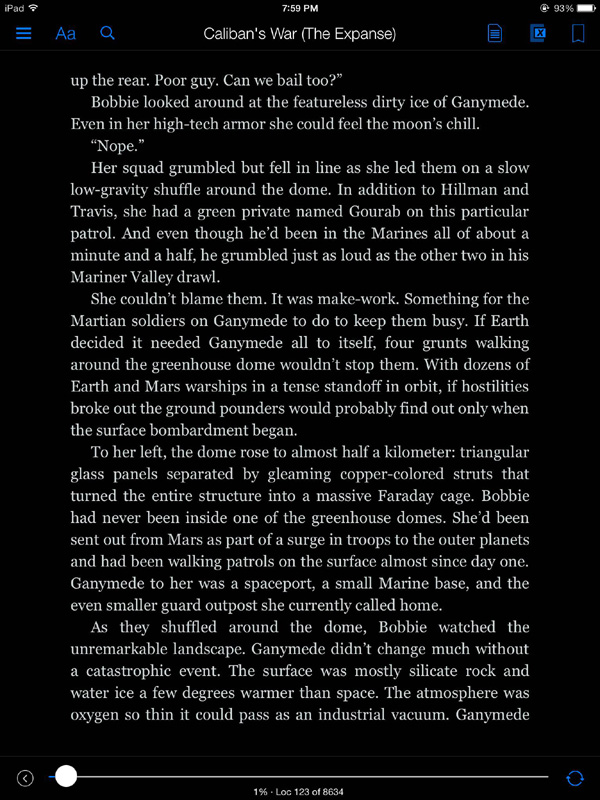 iPad 7:59 PM 93%
Aa Caliban's War (The Expanse) X
up the rear. Poor guy. Can we bail too?”
Bobbie looked around at the featureless dirty ice of Ganymede.
Even in her high-tech armor she could feel the moon’s chill.
“Nope.”
Her squad grumbled but fell in line as she led them on a slow
low-gravity shuffle around the dome. In addition to Hillman and
Travis, she had a green private named Gourab on this particular
patrol. And even though he’d been in the Marines all of about a
minute and a half, he grumbled just as loud as the other two in his
Mariner Valley drawl.
She couldn’t blame them. It was make-work. Something for the
Martian soldiers on Ganymede to do to keep them busy. If Earth
decided it needed Ganymede all to itself, four grunts walking
around the greenhouse dome wouldn’t stop them. With dozens of
Earth and Mars warships in a tense standoff in orbit, if hostilities
broke out the ground pounders would probably find out only when
the surface bombardment began.
To her left, the dome rose to almost half a kilometer: triangular
glass panels separated by gleaming copper-colored struts that
turned the entire structure into a massive Faraday cage. Bobbie
had never been inside one of the greenhouse domes. She’d been
sent out from Mars as part of a surge in troops to the outer planets
and had been walking patrols on the surface almost since day one.
Ganymede to her was a spaceport, a small Marine base, and the
even smaller guard outpost she currently called home.
As they shuffled around the dome, Bobbie watched the
unremarkable landscape. Ganymede didn’t change much without
a catastrophic event. The surface was mostly silicate rock and
water ice a few degrees warmer than space. The atmosphere was
oxygen so thin it could pass as an industrial vacuum. Ganymede
1% · Loc 123 of 8634